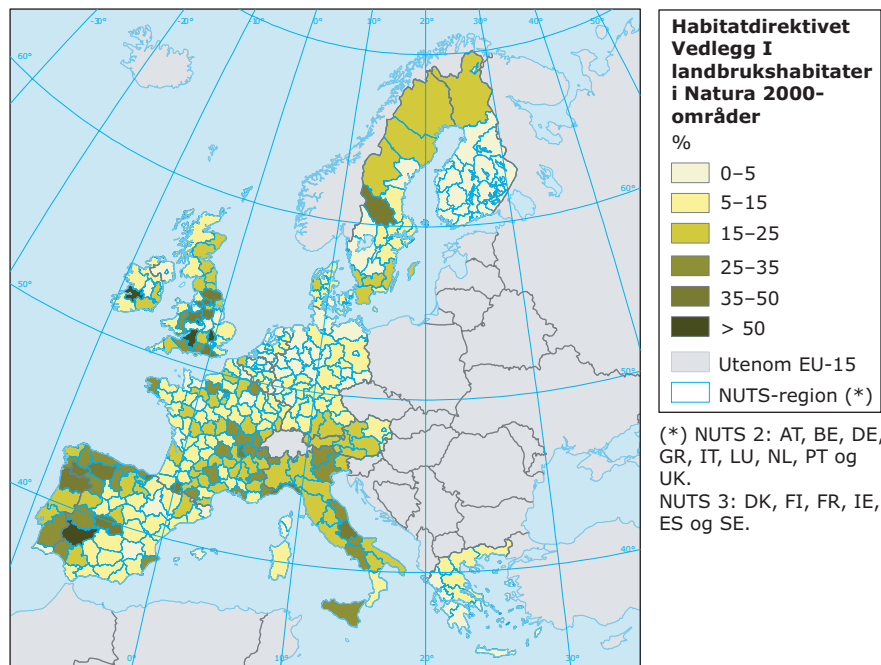 -30°
-20°
-10°
0°
10°
20°
30°
40°
50°
60°
60°
50°
40°
60°
50°
40°
0°
10°
20°
30°
Habitatdirektivet
Vedlegg I
landbrukshabitater
i Natura 2000-
områder
%
0–5
5–15
15–25
25–35
35–50
> 50
Utenom EU-15
NUTS-region (*)
(*) NUTS 2: AT, BE, DE,
GR, IT, LU, NL, PT og
UK.
NUTS 3: DK, FI, FR, IE,
ES og SE.